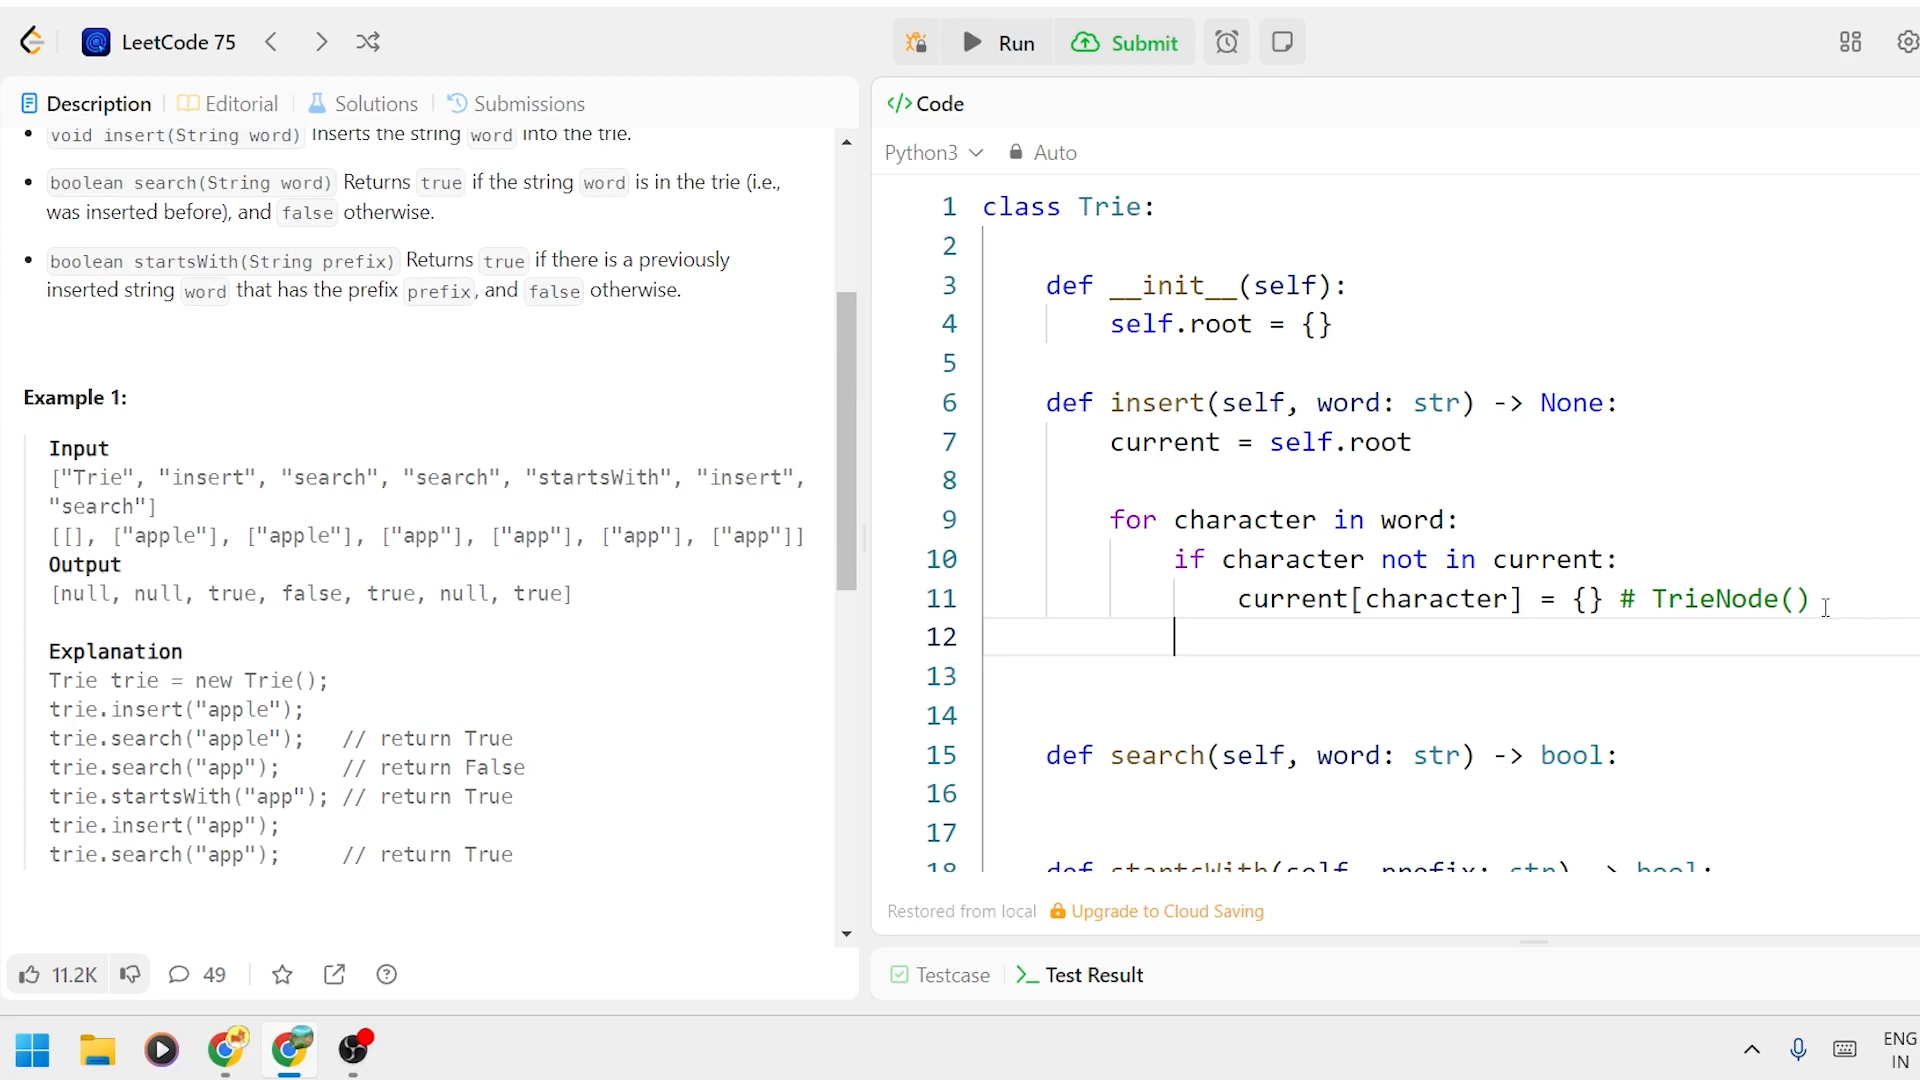 LeetCode 75
Run
Submit
Description
Editorial
Solutions
Submissions
void insert(String word) Inserts the string word into the trie.
boolean search(String word) Returns true if the string word is in the trie (i.e.,
was inserted before), and false otherwise.
boolean startsWith(String prefix) Returns true if there is a previously
inserted string word that has the prefix prefix, and false otherwise.
Example 1:
Input
["Trie", "insert", "search", "search", "startsWith", "insert",
"search"]
[[], ["apple"], ["apple"], ["app"], ["app"], ["app"], ["app"]]
Output
[null, null, true, false, true, null, true]
Explanation
Trie trie = new Trie();
trie.insert("apple");
trie.search("apple");   // return True
trie.search("app");     // return False
trie.startsWith("app"); // return True
trie.insert("app");
trie.search("app");     // return True
11.2K
49
</> Code
Python3
Auto
1 class Trie:
2
3     def __init__(self):
4         self.root = {}
5
6     def insert(self, word: str) -> None:
7         current = self.root
8
9         for character in word:
10             if character not in current:
11                 current[character] = {} # TrieNode()
12
13
14
15     def search(self, word: str) -> bool:
16
17
18     def startsWith(self, prefix: str) -> bool:
Restored from local
Upgrade to Cloud Saving
Testcase
Test Result
ENG
IN